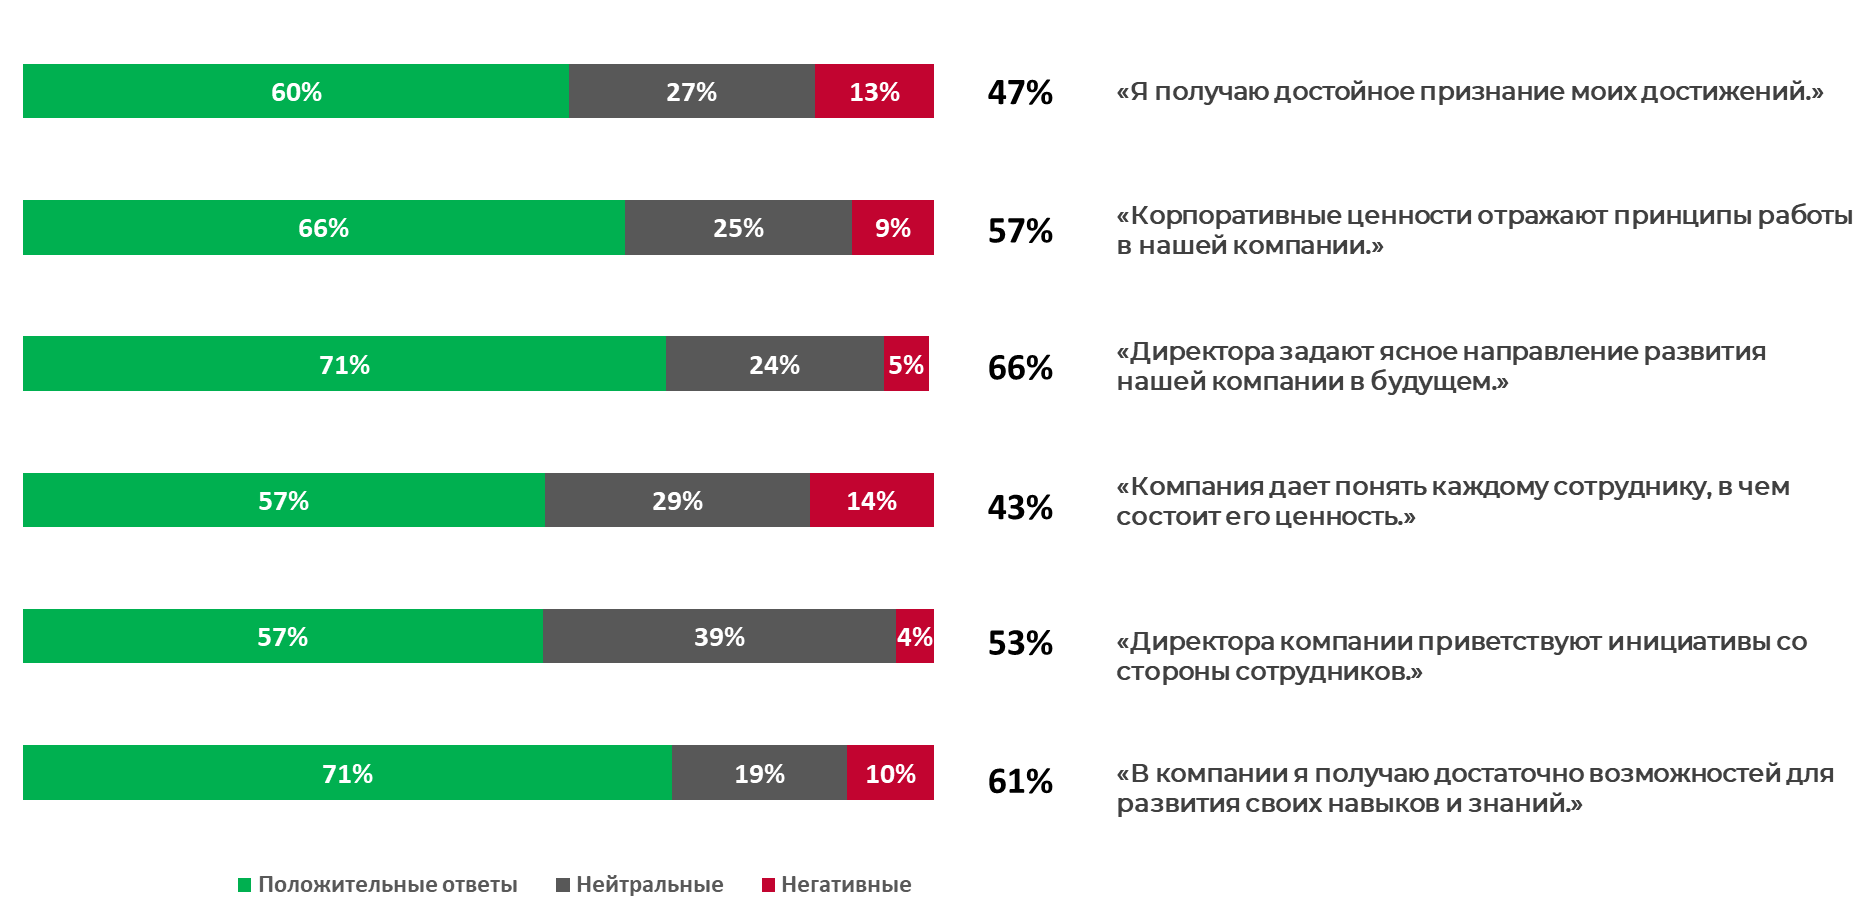 60% 27% 13% 47% «Я получаю достойное признание моих достижений.»
66% 25% 9% 57% «Корпоративные ценности отражают принципы работы
в нашей компании.»
71% 24% 5% 66% «Директора задают ясное направление развития
нашей компании в будущем.»
57% 29% 14% 43% «Компания дает понять каждому сотруднику, в чем
состоит его ценность.»
57% 39% 4% 53% «Директора компании приветствуют инициативы со
стороны сотрудников.»
71% 19% 10% 61% «В компании я получаю достаточно возможностей для
развития своих навыков и знаний.»
Положительные ответы Нейтральные Негативные